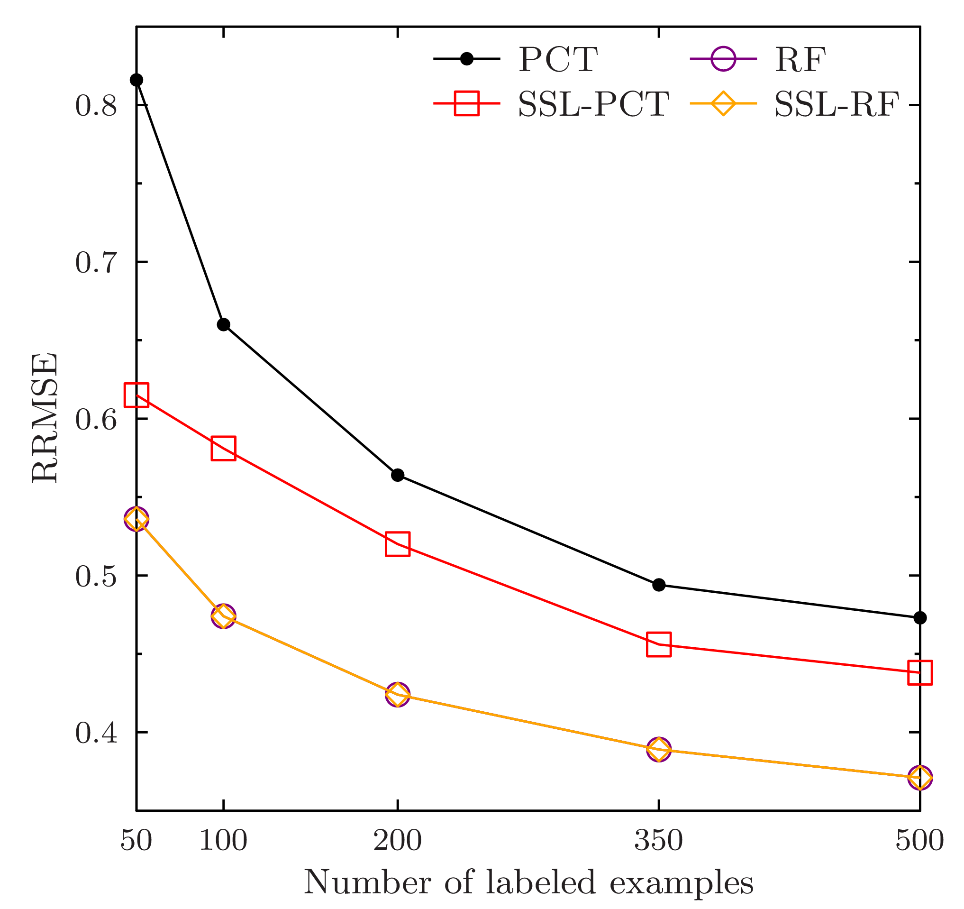 PCT
RF
SSL-PCT
SSL-RF
0.8
0.7
0.6
0.5
0.4
RRMSE
50 100 200 350 500
Number of labeled examples